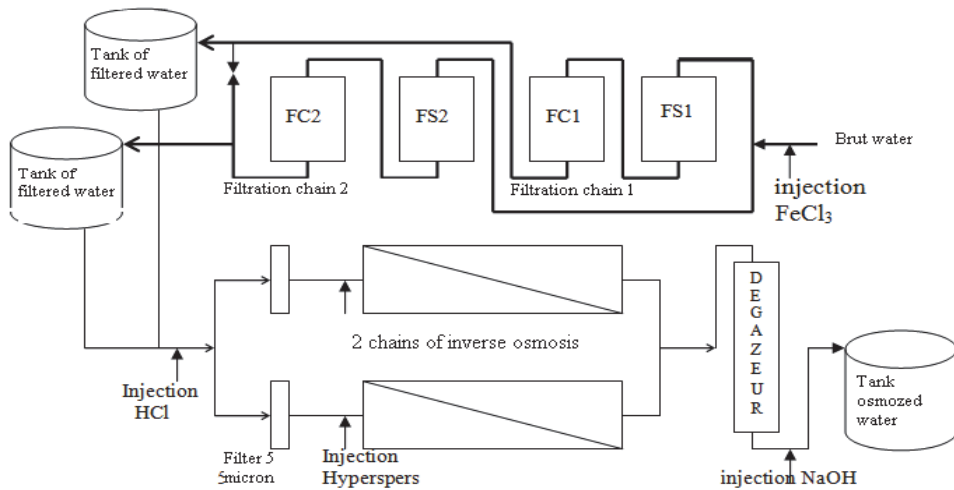 Tank of
filtered water
FC2
FS2
FC1
FS1
Brut water
Tank of
filtered water
Filtration chain 2
Filtration chain 1
injection
FeCl₃
2 chains of inverse osmosis
DEGAZEUR
Injection
HCl
Tank
osmozed
water
Filter 5
5micron
Injection
Hyperspers
injection NaOH